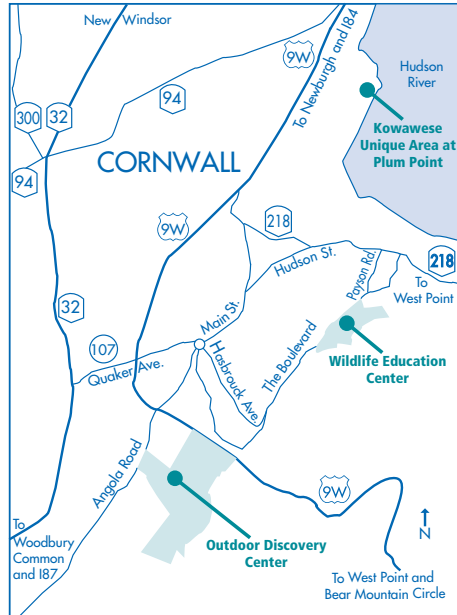 New
Windsor
9W
To Newburgh and I84
Hudson
River
94
300
32
Kowawese
Unique Area at
Plum Point
CORNWALL
94
9W
218
Hudson St.
218
Payson Rd.
To
West Point
32
Main St.
107
Quaker Ave.
Hasbrouck Ave.
The Boulevard
Wildlife Education
Center
Angola Road
9W
N
To
Woodbury
Common
and I87
Outdoor Discovery
Center
To West Point and
Bear Mountain Circle